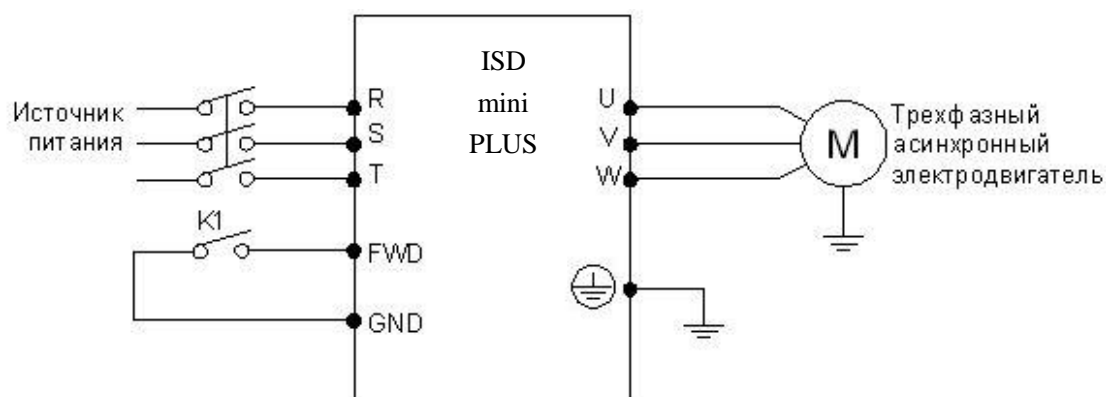 ISD
mini
PLUS
Источник
питания
R
S
T
K1
FWD
GND
U
V
W
M
Трехфазный
асинхронный
электродвигатель